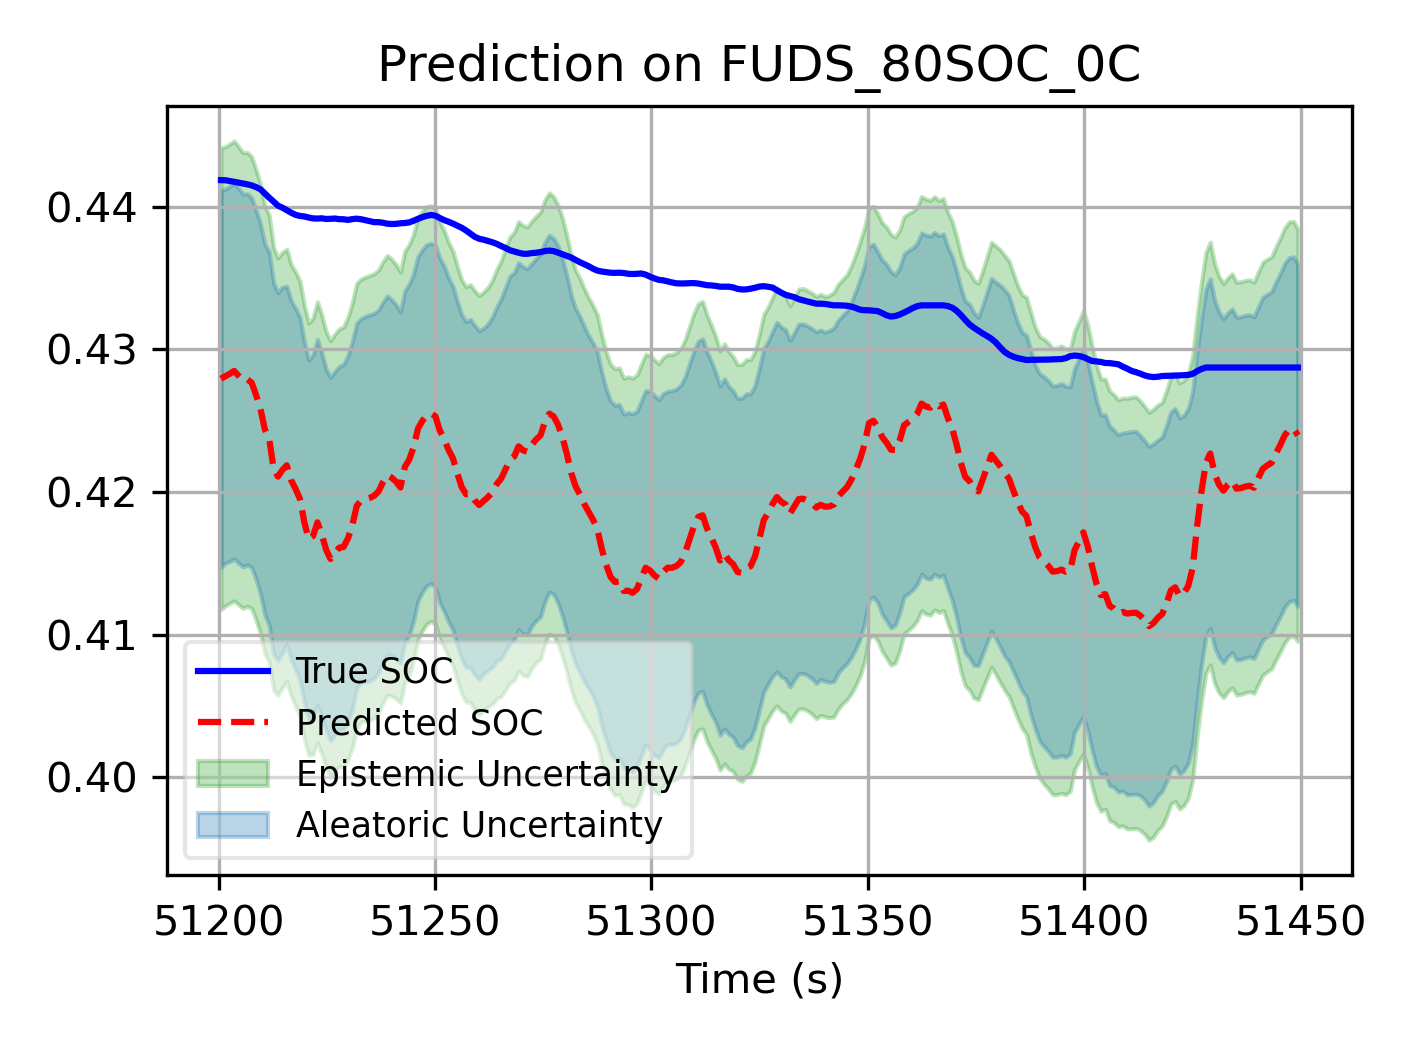 Prediction on FUDS_80SOC_0C
0.44
0.43
0.42
0.41
0.40
True SOC
Predicted SOC
Epistemic Uncertainty
Aleatoric Uncertainty
51200 51250 51300 51350 51400 51450
Time (s)